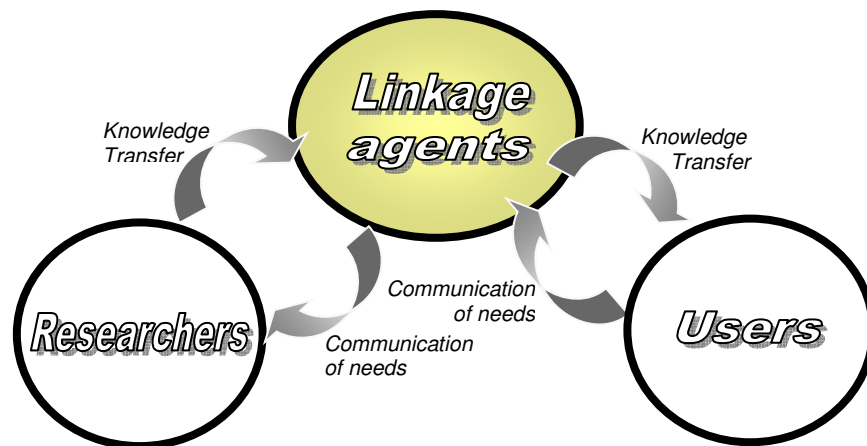 Linkage
agents
Knowledge
Transfer
Knowledge
Transfer
Communication
of needs
Researchers
Communication
of needs
Users